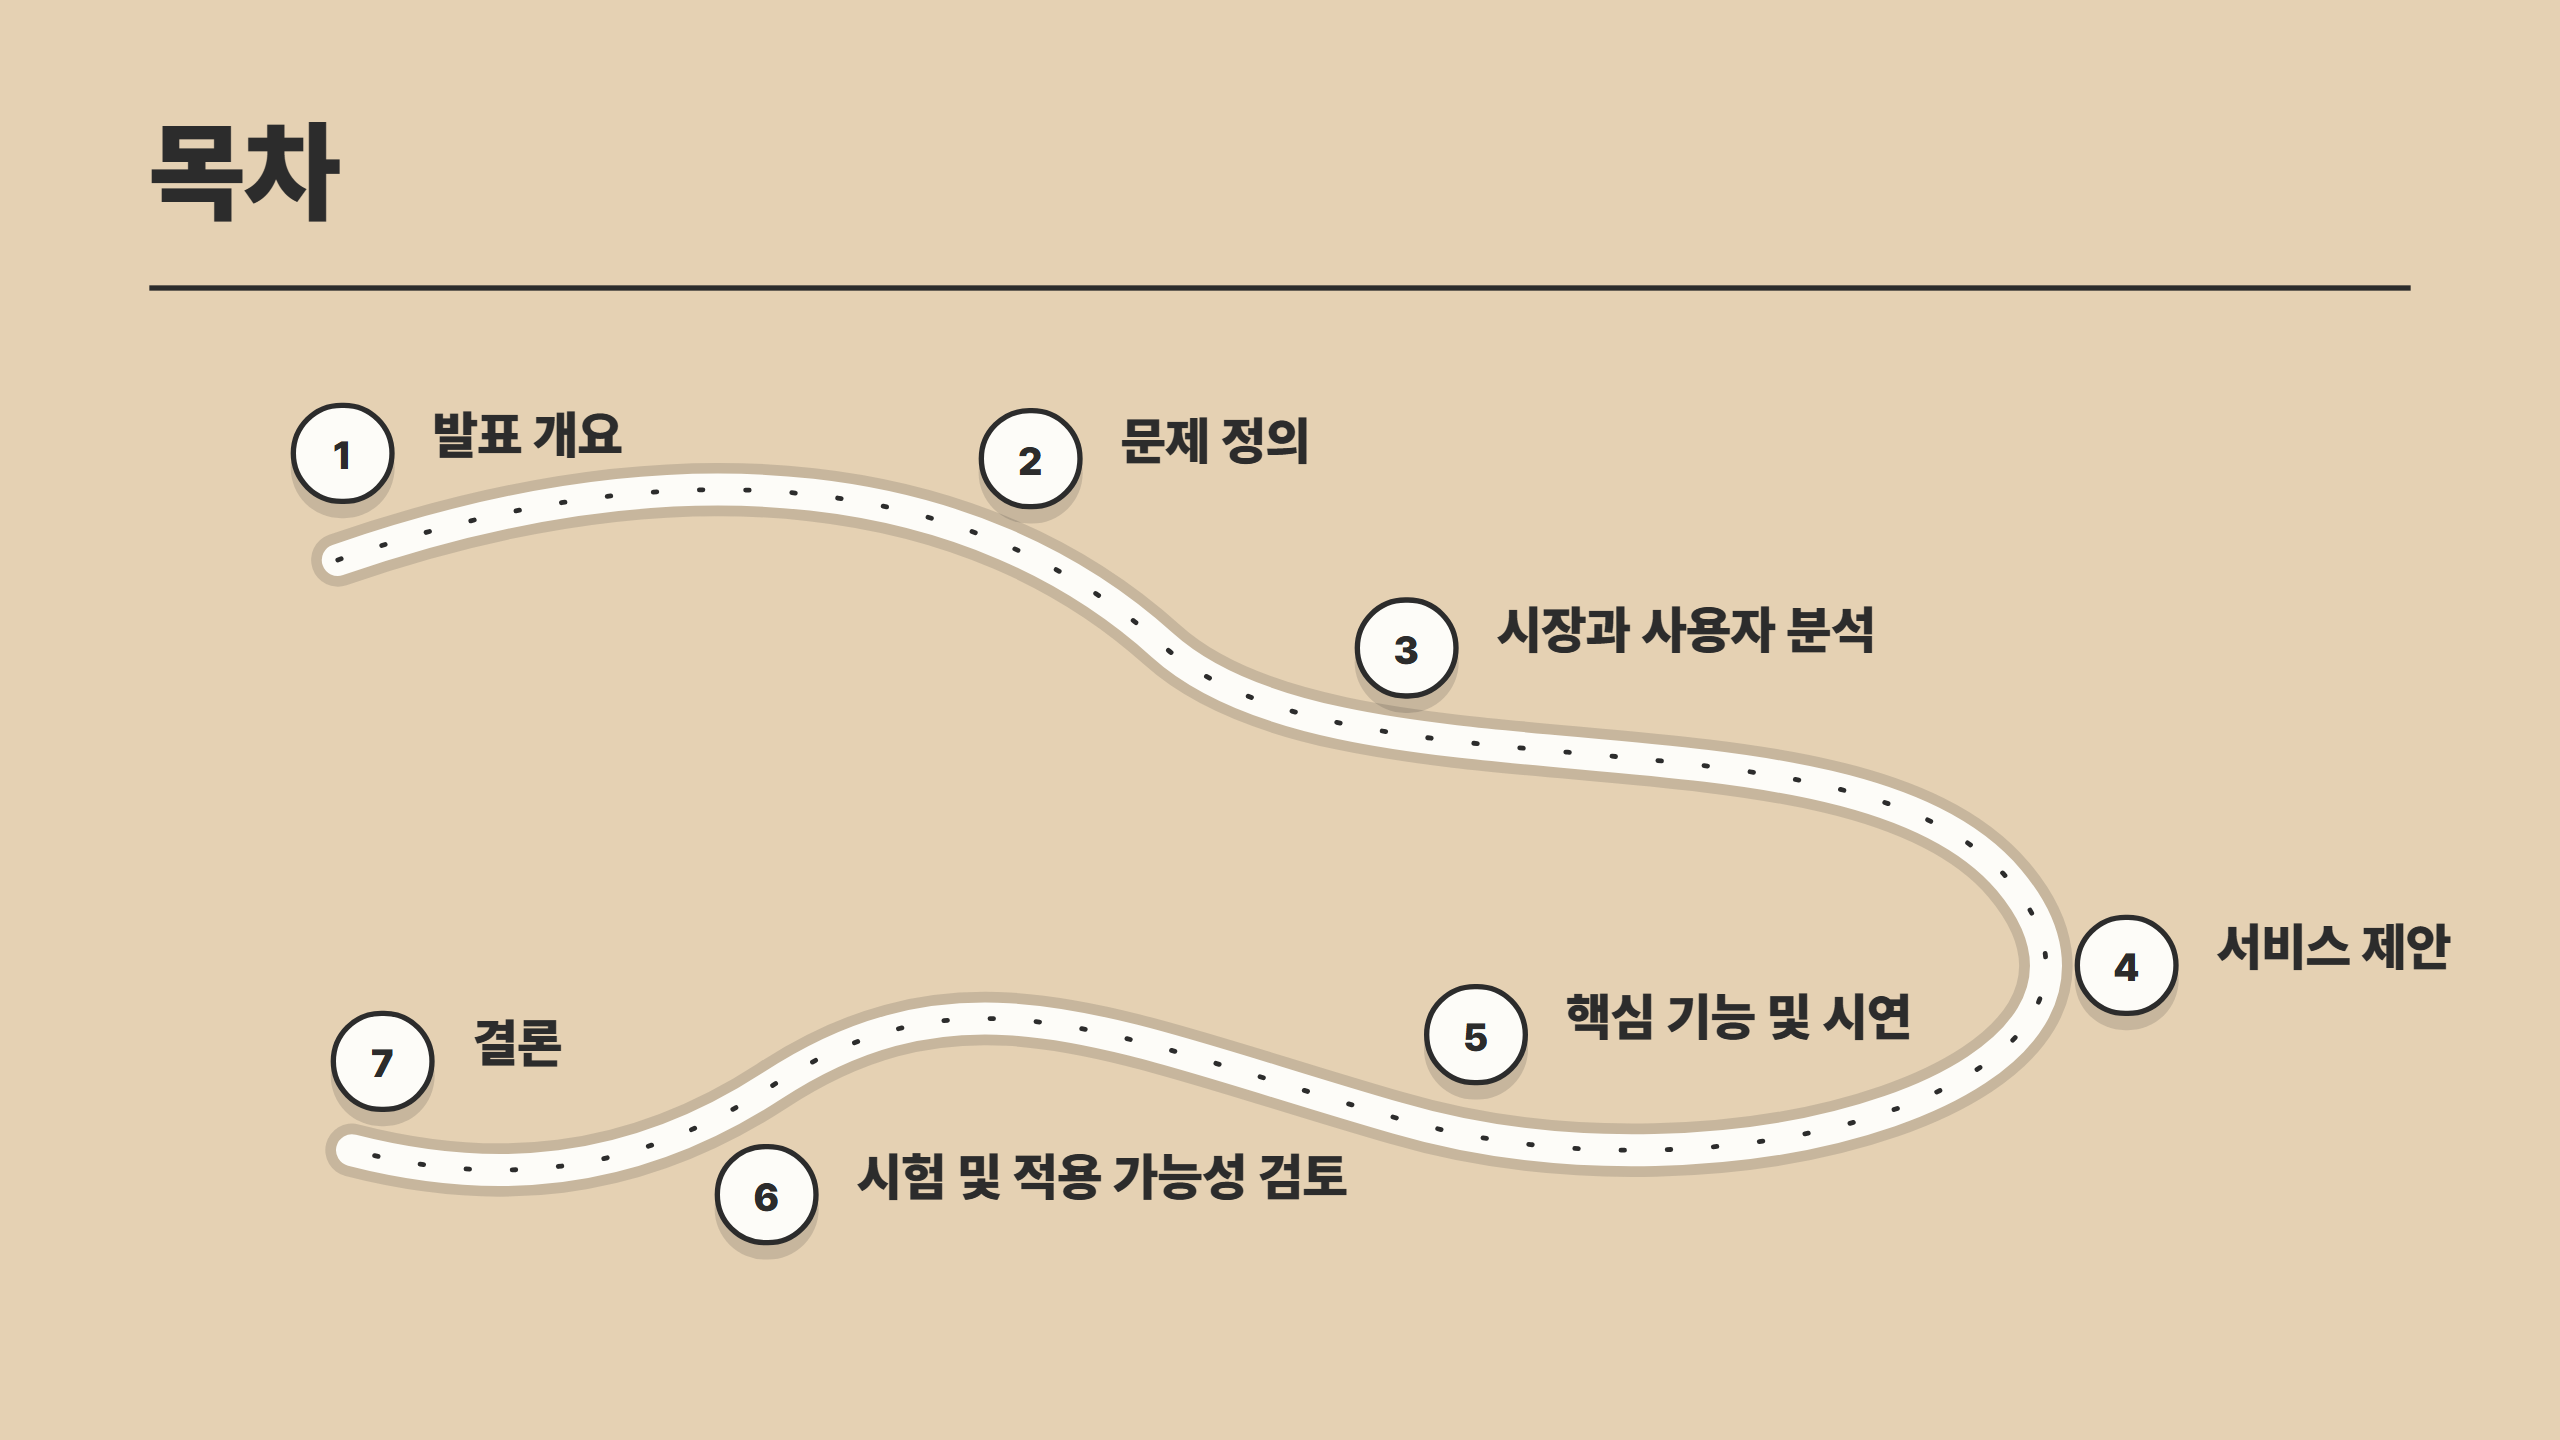 목차
1
발표 개요
2
문제 정의
3
시장과 사용자 분석
4
서비스 제안
5
핵심 기능 및 시연
6
시험 및 적용 가능성 검토
7
결론